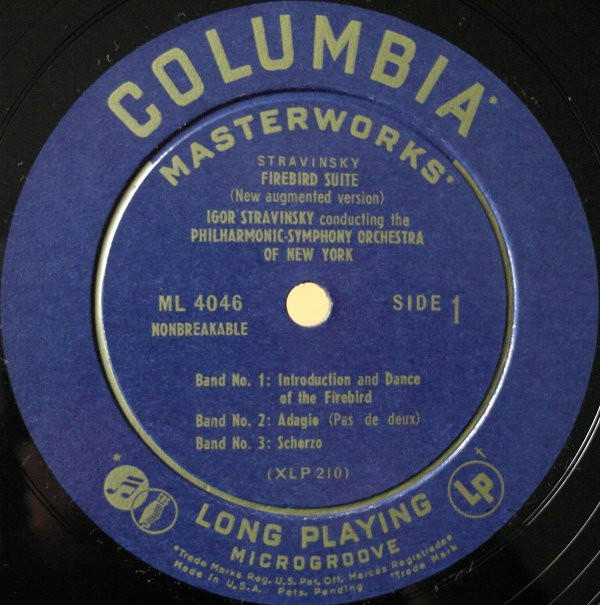 COLUMBIA
MASTERWORKS
STRAVINSKY
FIREBIRD SUITE
(New augmented version)
IGOR STRAVINSKY conducting the
PHILHARMONIC-SYMPHONY ORCHESTRA
OF NEW YORK
ML 4046
NONBREAKABLE
SIDE 1
Band No. 1: Introduction and Dance
of the Firebird
Band No. 2: Adagio (Pas de deux)
Band No. 3: Scherzo
(XLP 210)
LP
LONG PLAYING
MICROGROOVE
*Trade Marks Reg. U.S. Pat. Off. Marcas Registradas
Made in U.S.A. Pats. Pending †Trade Mark